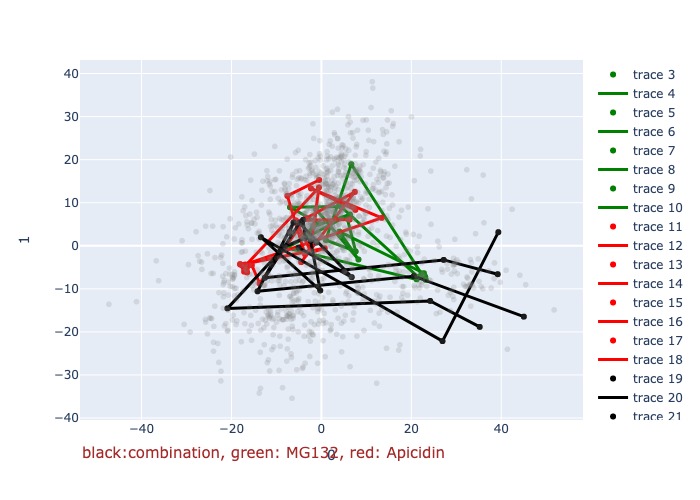 40
30
20
10
0
−10
−20
−30
−40
1
−40
−20
0
20
40
0
black:combination, green: MG132, red: Apicidin
trace 3
trace 4
trace 5
trace 6
trace 7
trace 8
trace 9
trace 10
trace 11
trace 12
trace 13
trace 14
trace 15
trace 16
trace 17
trace 18
trace 19
trace 20
trace 21